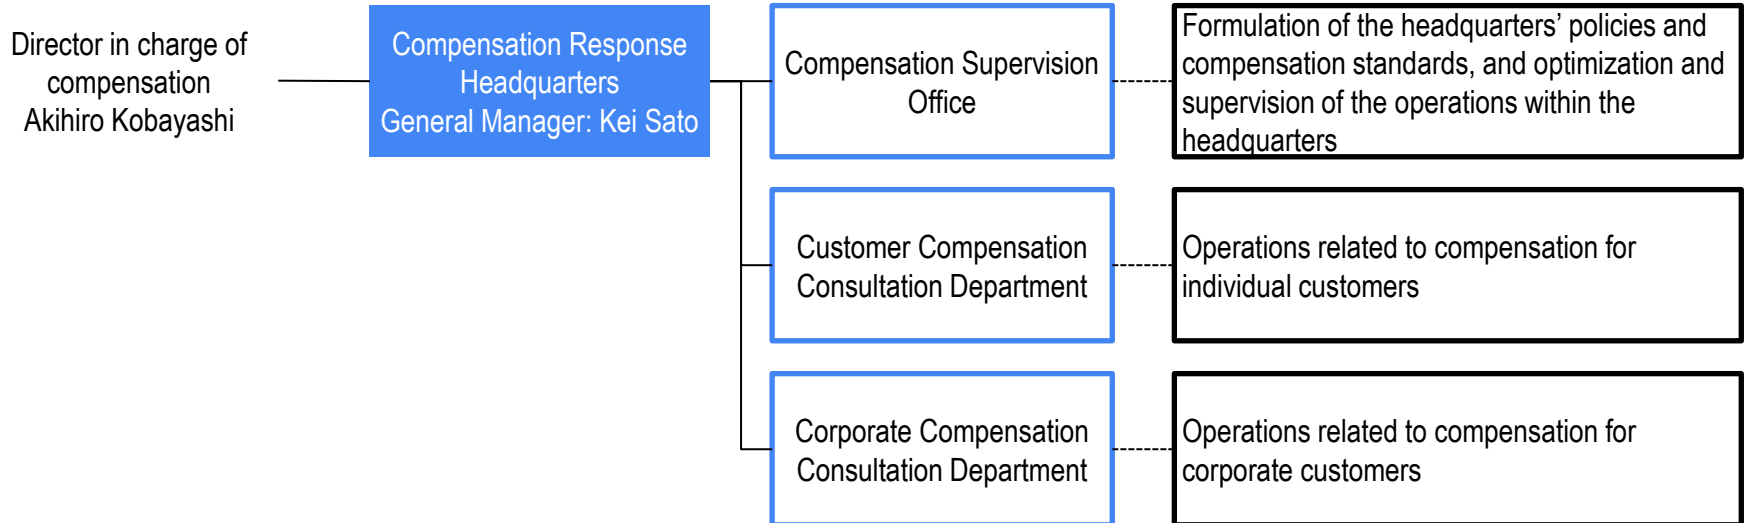 Director in charge of
compensation
Akihiro Kobayashi
Compensation Response
Headquarters
General Manager: Kei Sato
Compensation Supervision
Office
Formulation of the headquarters’ policies and
compensation standards, and optimization and
supervision of the operations within the
headquarters
Customer Compensation
Consultation Department
Operations related to compensation for
individual customers
Corporate Compensation
Consultation Department
Operations related to compensation for
corporate customers